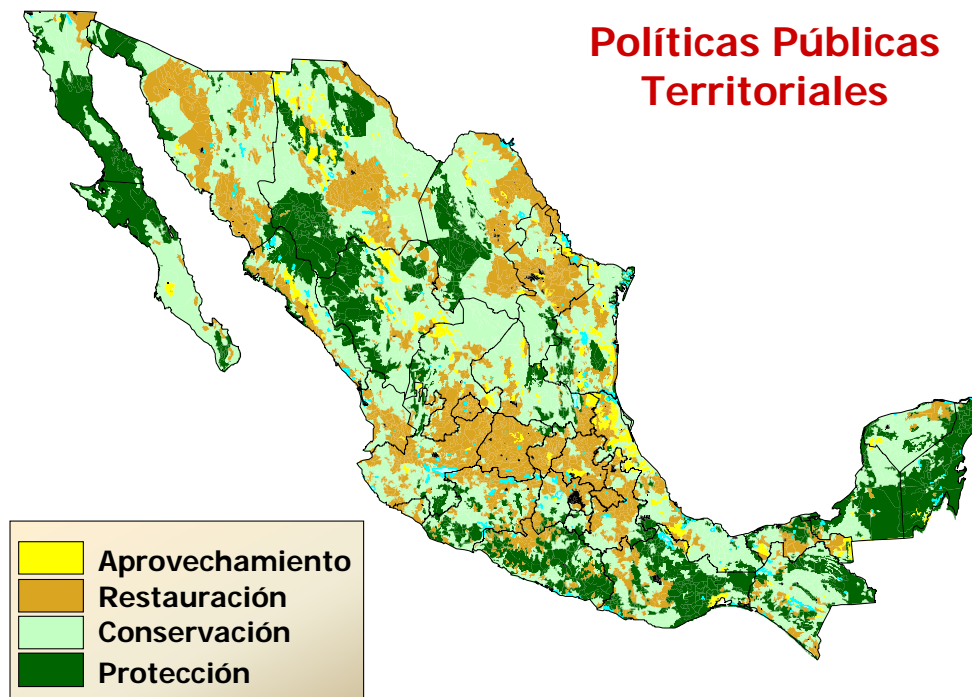 Políticas Públicas
Territoriales
Aprovechamiento
Restauración
Conservación
Protección